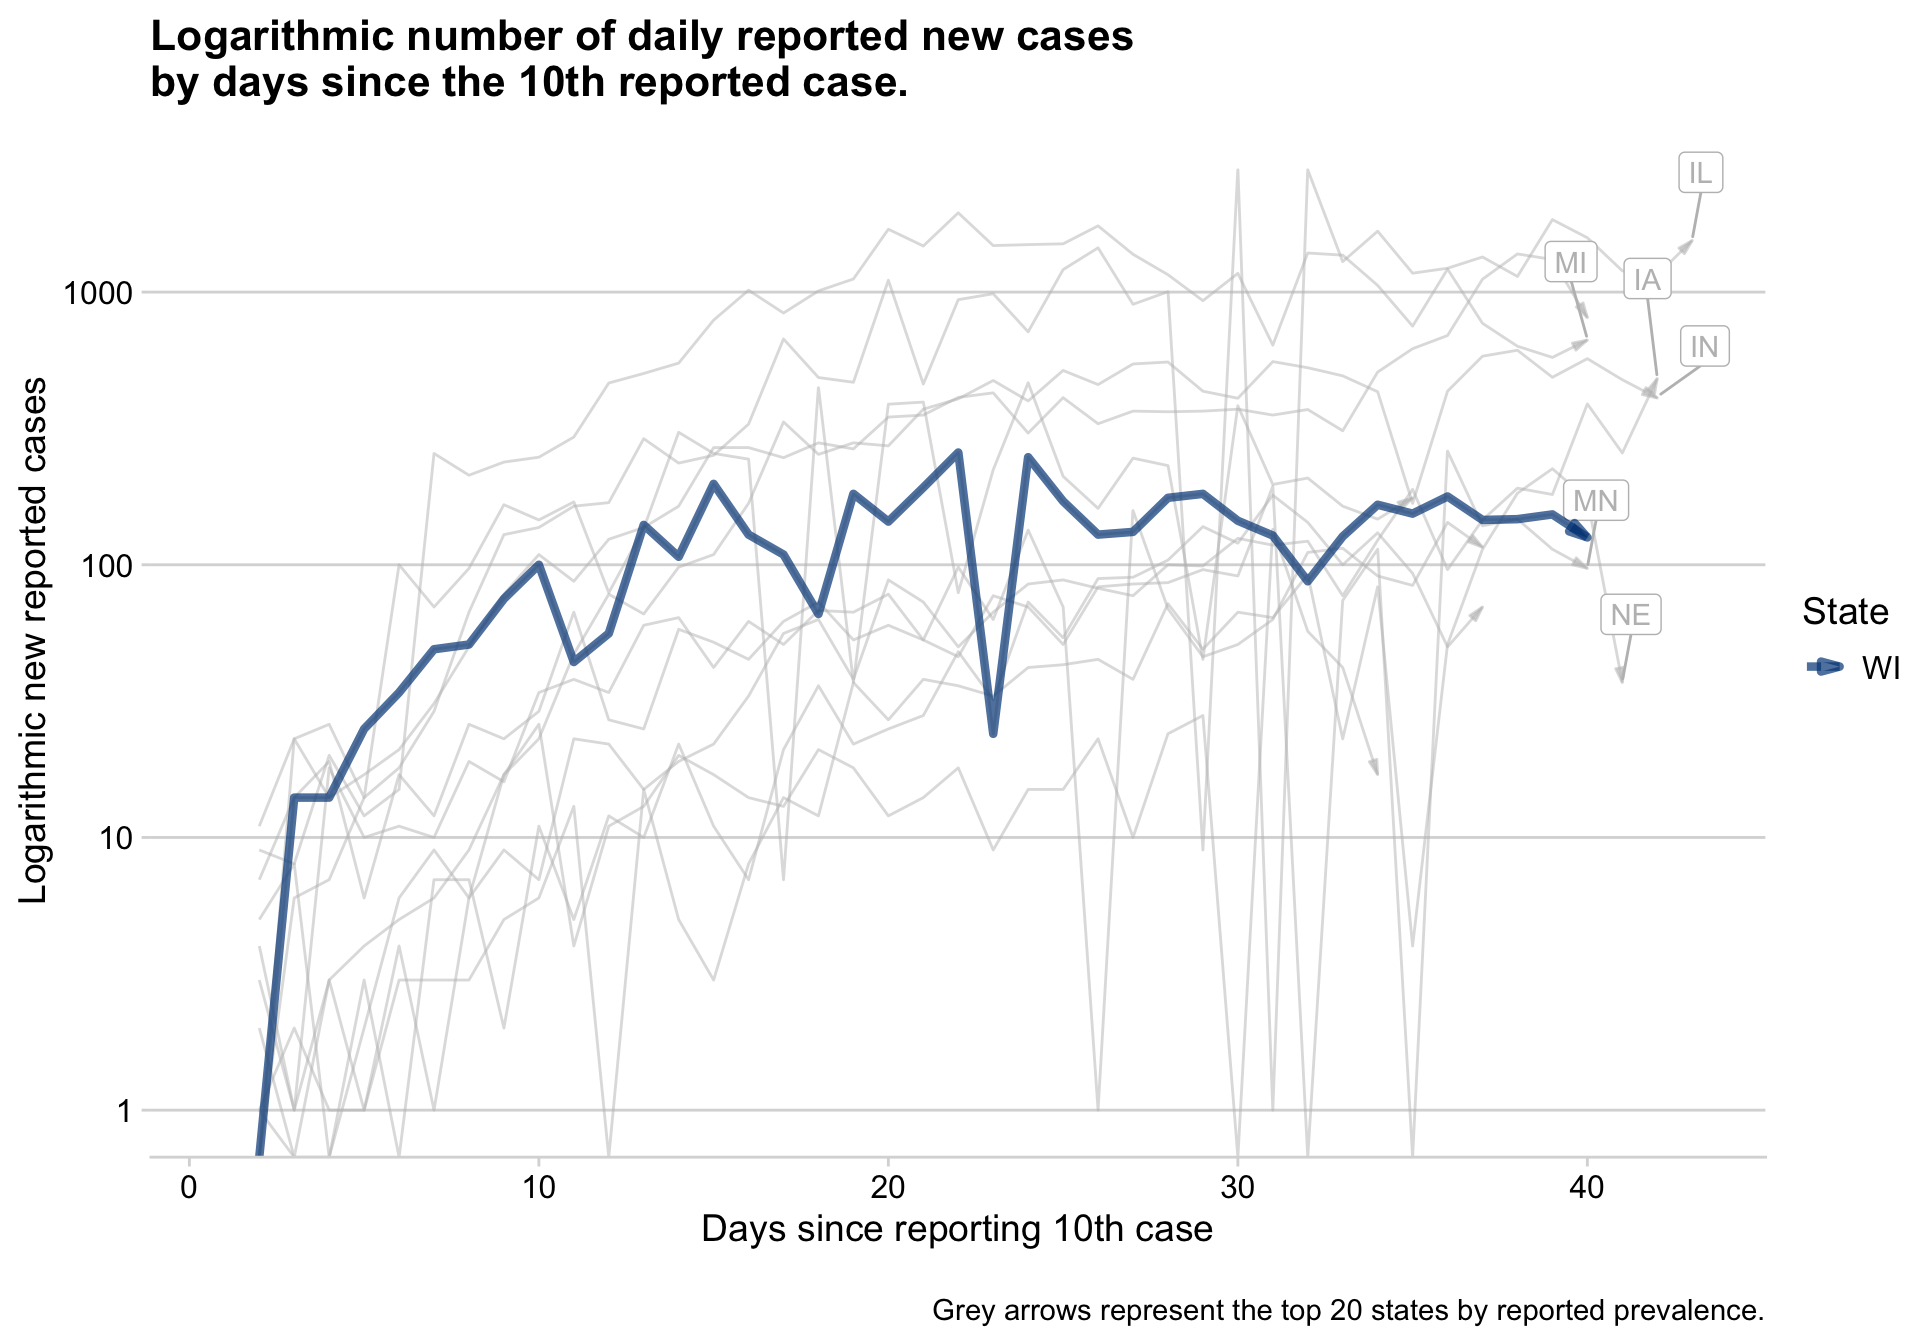 Logarithmic number of daily reported new cases
by days since the 10th reported case.
Logarithmic new reported cases
1000
100
10
1
IL
MI
IA
IN
MN
NE
State
WI
0
10
20
30
40
Days since reporting 10th case
Grey arrows represent the top 20 states by reported prevalence.